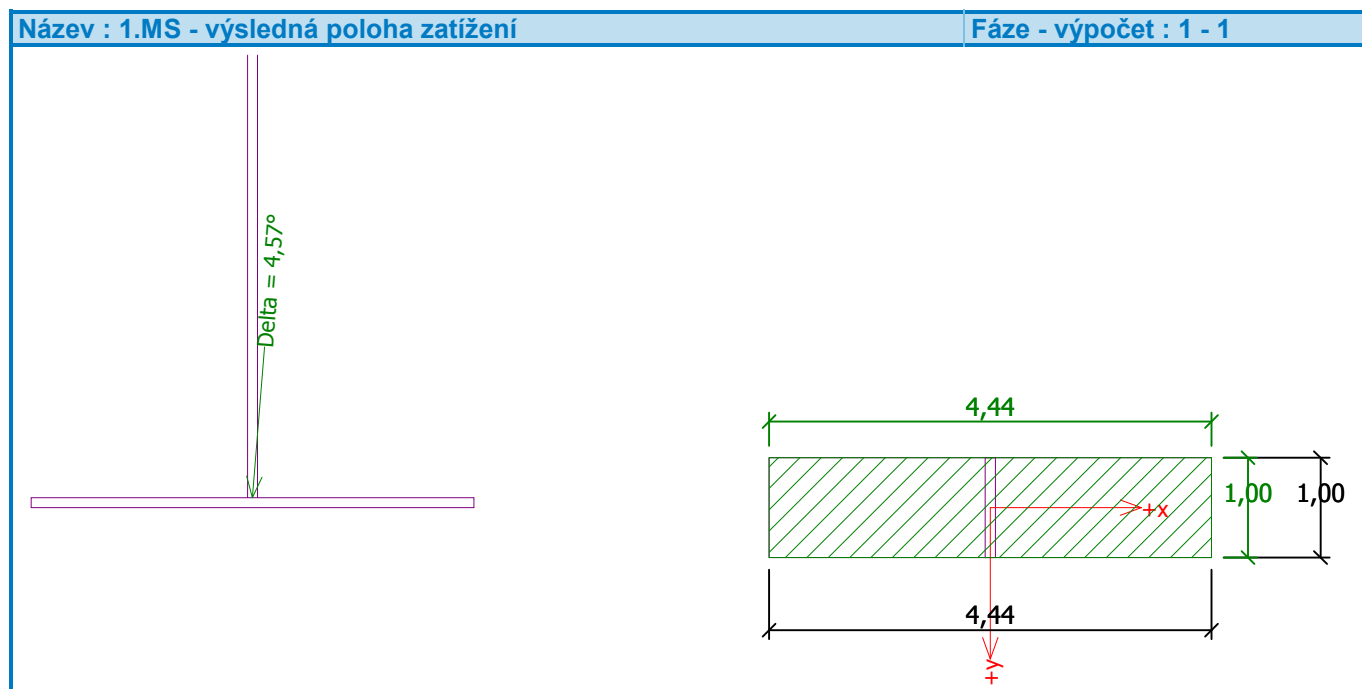 Název : 1.MS - výsledná poloha zatížení
Fáze - výpočet : 1 - 1
Delta = 4,57°
4,44
1,00
1,00
+x
4,44
+y